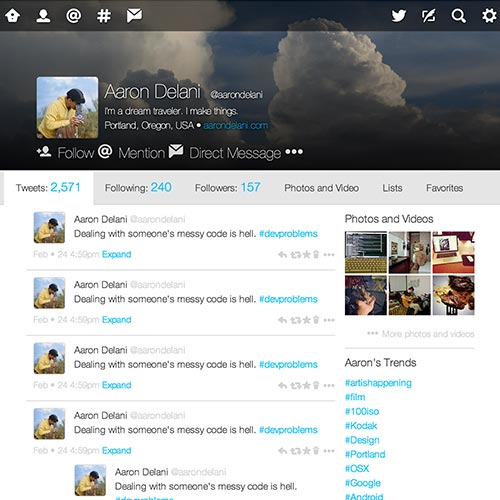 Aaron Delani @aarondelani
I'm a dream traveler. I make things.
Portland, Oregon, USA • aarondelani.com
Follow @ Mention Direct Message •••
Tweets: 2,571 Following: 240 Followers: 157 Photos and Video Lists Favorites
Aaron Delani @aarondelani
Dealing with someone's messy code is hell. #devproblems
Feb • 24 4:59pm Expand
Aaron Delani @aarondelani
Dealing with someone's messy code is hell. #devproblems
Feb • 24 4:59pm Expand
Aaron Delani @aarondelani
Dealing with someone's messy code is hell. #devproblems
Feb • 24 4:59pm Expand
Aaron Delani @aarondelani
Dealing with someone's messy code is hell. #devproblems
Feb • 24 4:59pm Expand
Aaron Delani @aarondelani
Dealing with someone's messy code is hell.
#devproblems
Photos and Videos
••• More photos and videos
Aaron's Trends
#artishappening
#film
#100iso
#Kodak
#Design
#Portland
#OSX
#Google
#Android